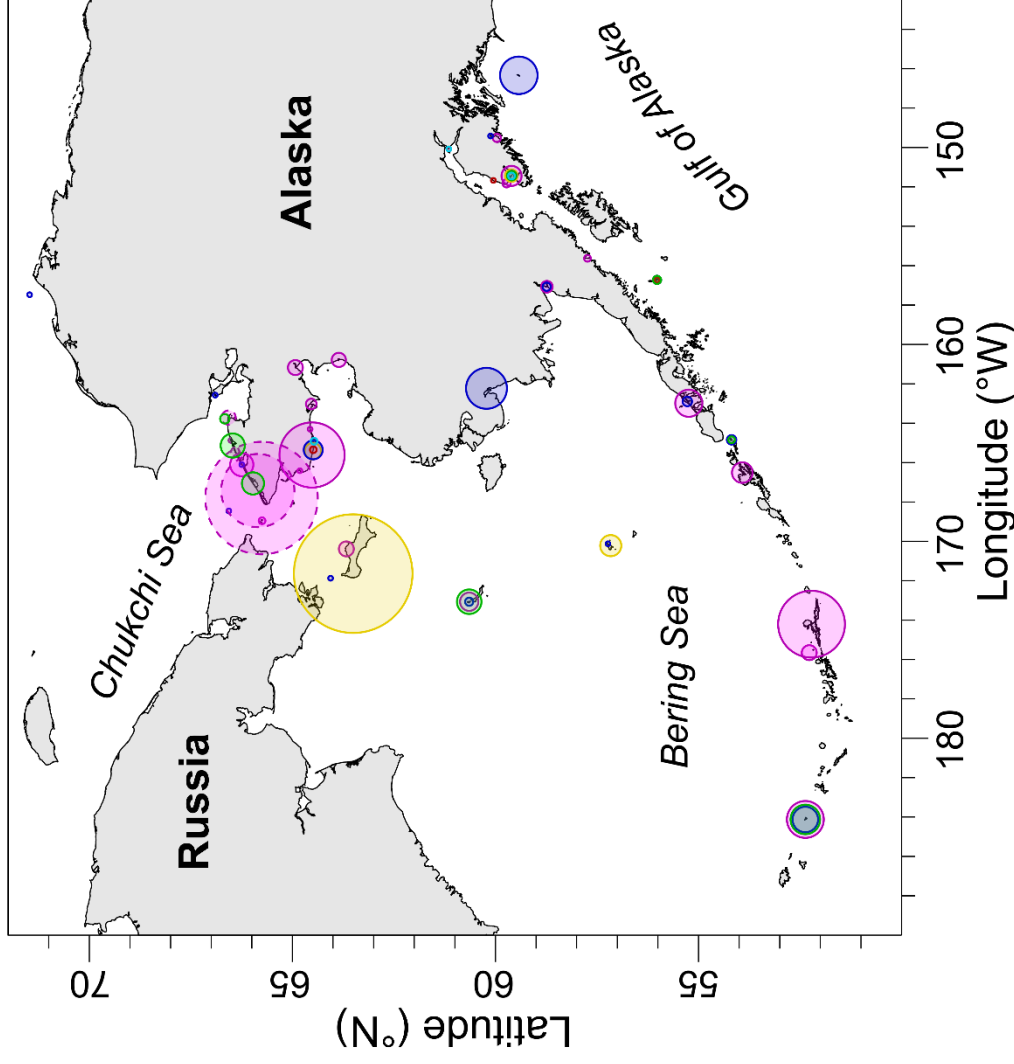 Chukchi Sea
Russia
Alaska
Gulf of Alaska
Bering Sea
Latitude (°N)
70
65
60
55
Longitude (°W)
180
170
160
150